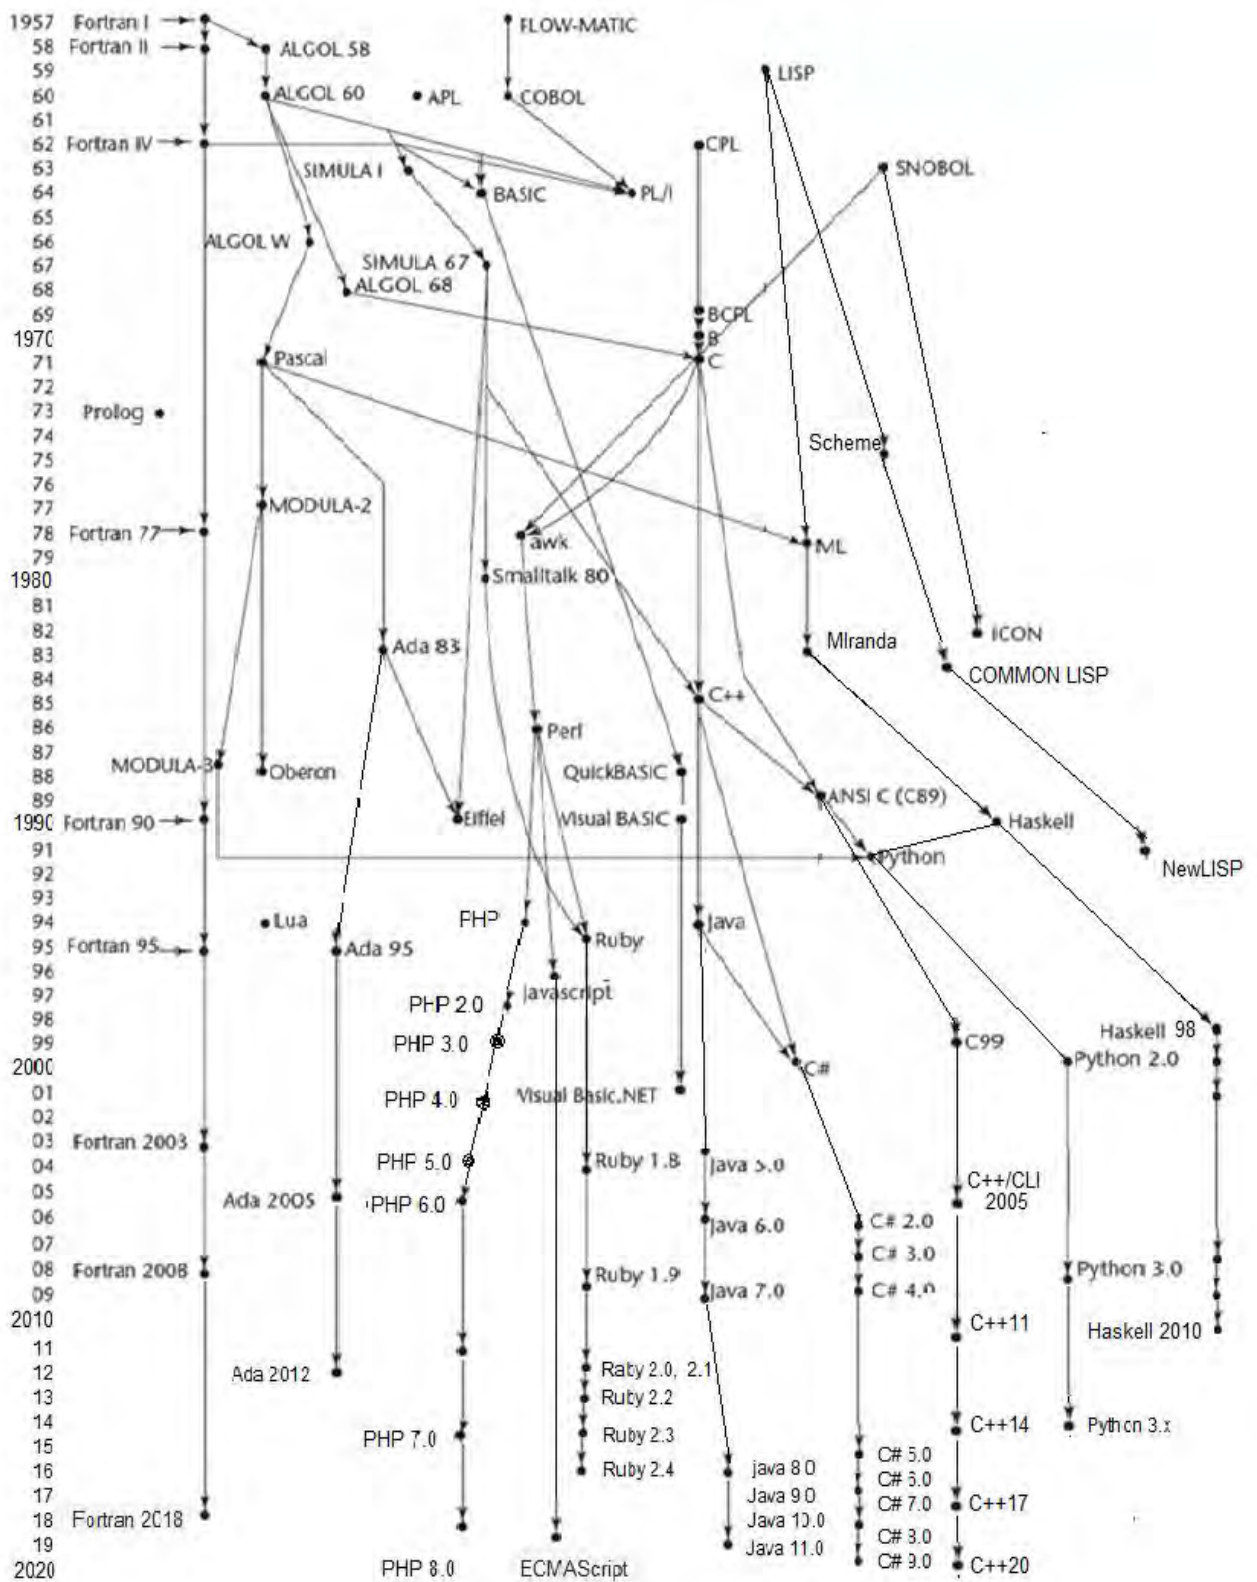 1957 Fortran I FLOW-MATIC
58 Fortran II ALGOL 58
59 LISP
60 ALGOL 60 APL COBOL
61
62 Fortran IV CPL
63 SIMULA I SNOBOL
64 BASIC PL/I
65
66 ALGOL W
67 SIMULA 67
68 ALGOL 68
69 BCPL
1970 B
71 Pascal C
72
73 Prolog
74 Scheme
75
76
77 MODULA-2
78 Fortran 77 awk ML
79
1980 Smalltalk 80
81
82 ICON
83 Ada 83 MIranda
84 COMMON LISP
85 C++
86 Perl
87 MODULA-3
88 Oberon QuickBASIC
89 ANSI C (C89)
1990 Fortran 90 Eiffel Visual BASIC Haskell
91 Python NewLISP
92
93
94 Lua PHP Java
95 Fortran 95 Ada 95 Ruby
96
97 PHP 2.0 Javascript
98 Haskell 98
99 PHP 3.0 C99
2000 C# Python 2.0
01 PHP 4.0 Visual Basic.NET
02
03 Fortran 2003
04 PHP 5.0 Ruby 1.8 Java 5.0
05 Ada 2005 PHP 6.0 C++/CLI
2005
06 Java 6.0 C# 2.0
07 C# 3.0
08 Fortran 2008 Ruby 1.9 Python 3.0
09 Java 7.0 C# 4.0
2010 C++11 Haskell 2010
11
12 Ada 2012 Raby 2.0, 2.1
13 Ruby 2.2
14 PHP 7.0 Ruby 2.3 C++14 Python 3.x
15 C# 5.0
16 Ruby 2.4 java 8.0 C# 6.0
17 Java 9.0 C# 7.0 C++17
18 Fortran 2018 Java 10.0
19 Java 11.0 C# 8.0
2020 PHP 8.0 ECMAScript C# 9.0 C++20